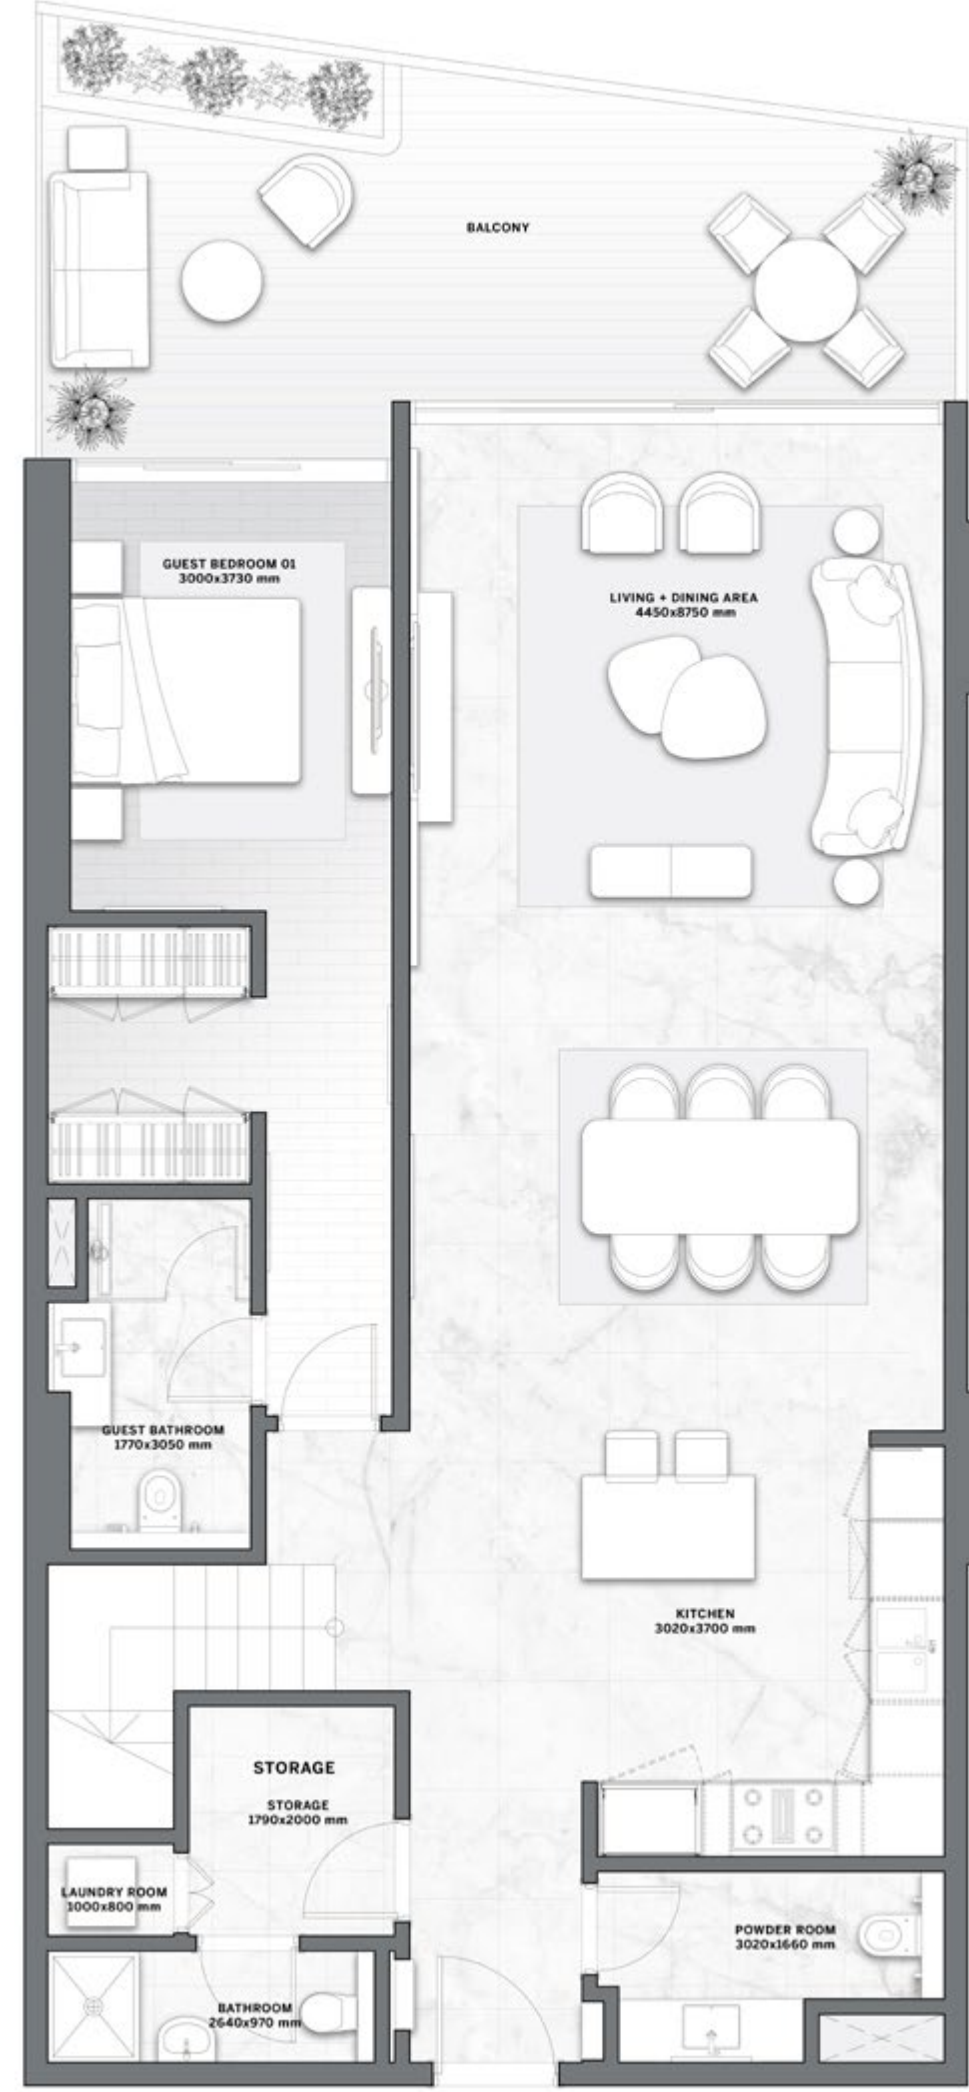 BALCONY
GUEST BEDROOM 01
3000x3730 mm
LIVING + DINING AREA
4450x8750 mm
GUEST BATHROOM
1770x3050 mm
KITCHEN
3020x3700 mm
STORAGE
STORAGE
1790x2000 mm
LAUNDRY ROOM
1000x800 mm
POWDER ROOM
3020x1660 mm
BATHROOM
2640x970 mm